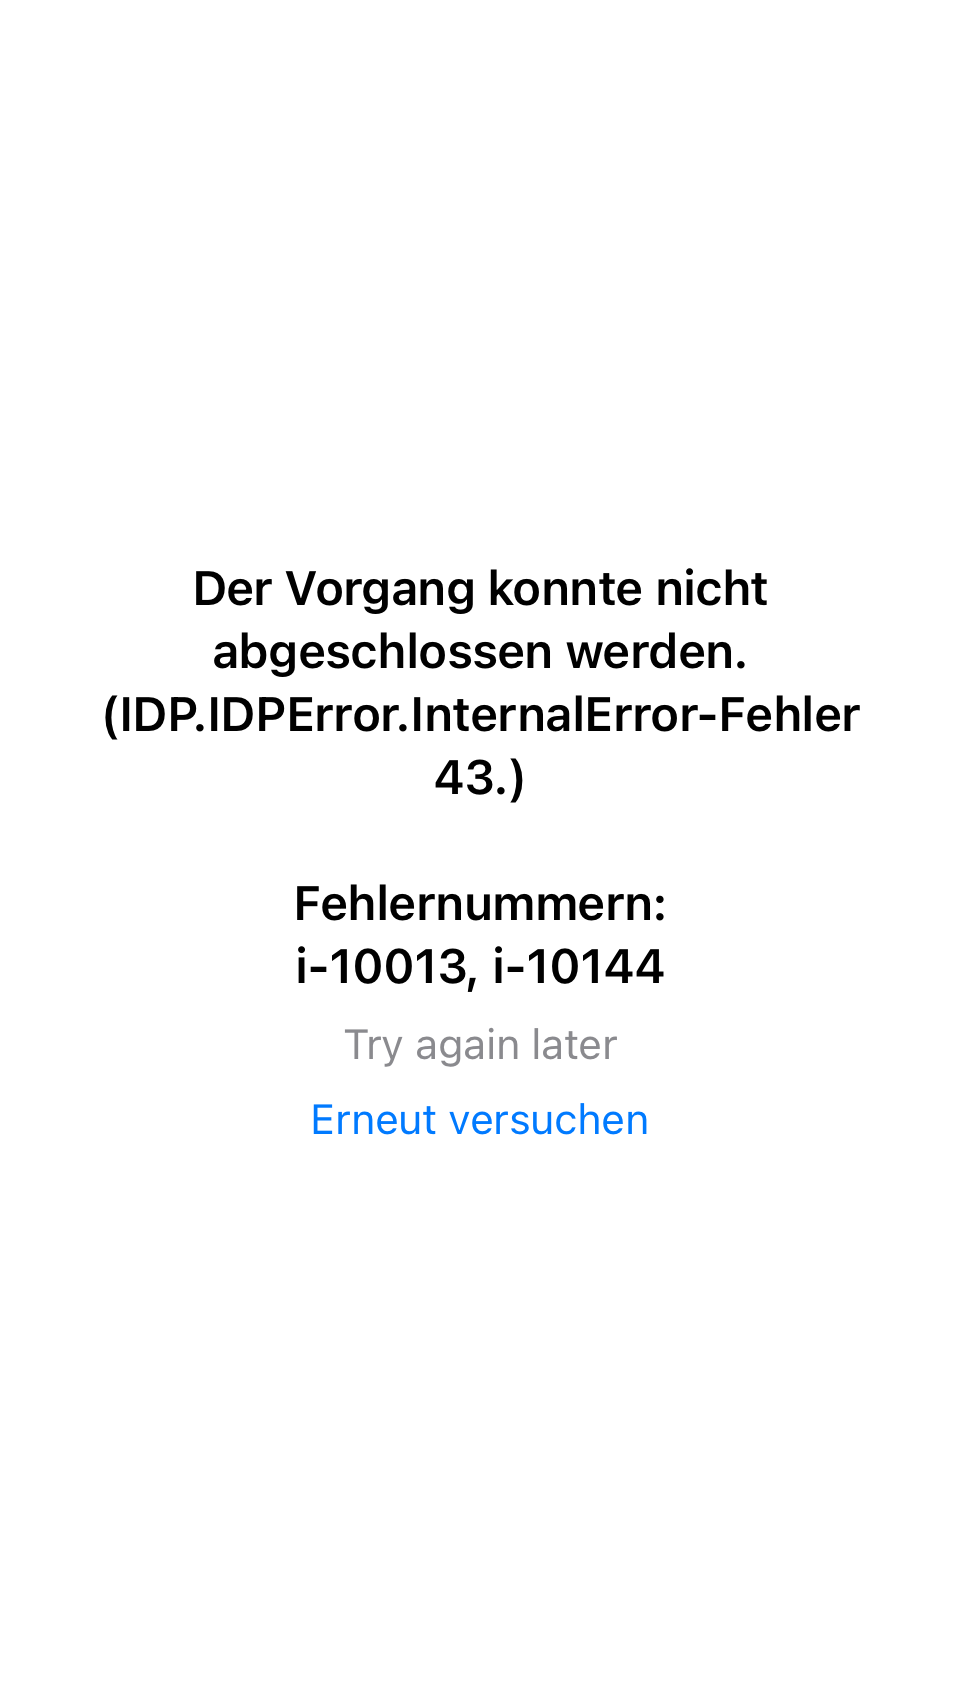 Der Vorgang konnte nicht
abgeschlossen werden.
(IDP.IDPError.InternalError-Fehler
43.)
Fehlernummern:
i-10013, i-10144
Try again later
Erneut versuchen